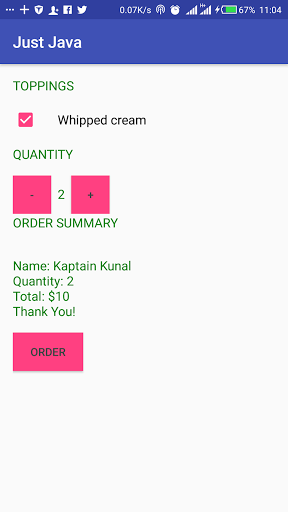 0.07K/s 67% 11:04
Just Java
TOPPINGS
Whipped cream
QUANTITY
- 2 +
ORDER SUMMARY
Name: Kaptain Kunal
Quantity: 2
Total: $10
Thank You!
ORDER